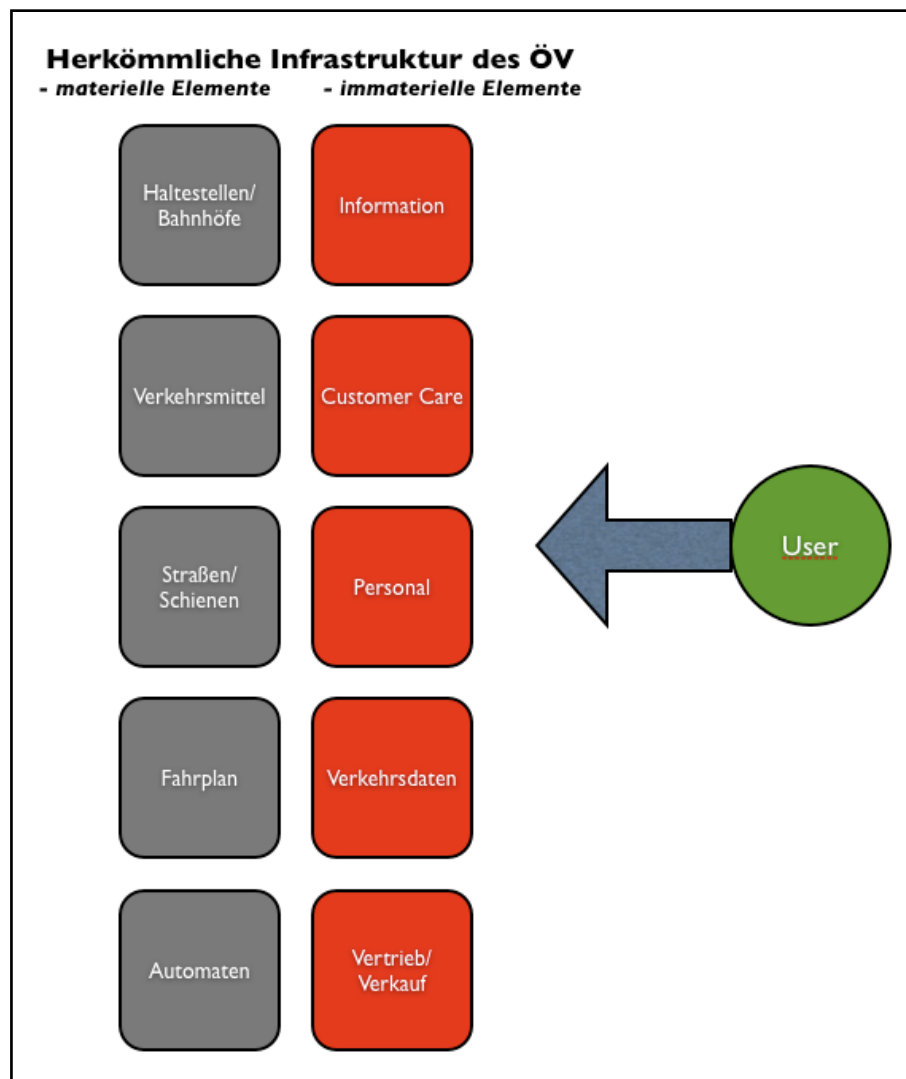 Herkömmliche Infrastruktur des ÖV
- materielle Elemente - immaterielle Elemente
Haltestellen/
Bahnhöfe
Information
Verkehrsmittel
Customer Care
Straßen/
Schienen
Personal
User
Fahrplan
Verkehrsdaten
Automaten
Vertrieb/
Verkauf